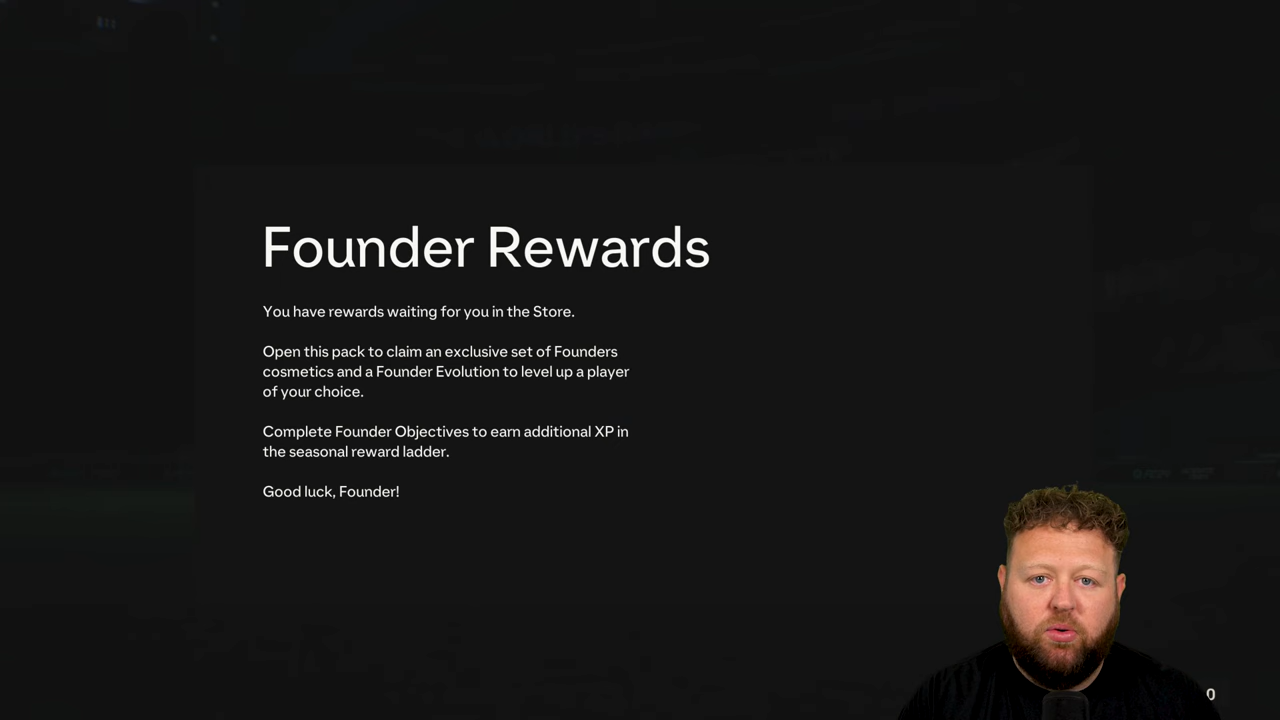 Founder Rewards
You have rewards waiting for you in the Store.
Open this pack to claim an exclusive set of Founders
cosmetics and a Founder Evolution to level up a player
of your choice.
Complete Founder Objectives to earn additional XP in
the seasonal reward ladder.
Good luck, Founder!
0